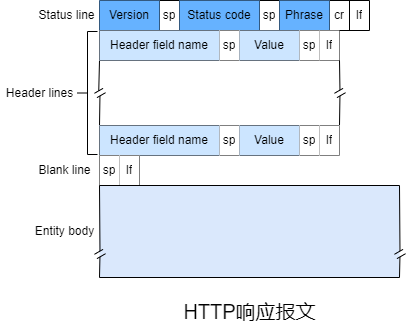 Status line Version sp Status code sp Phrase cr lf
Header field name sp Value sp lf
Header lines
Header field name sp Value sp lf
Blank line sp lf
Entity body
HTTP响应报文